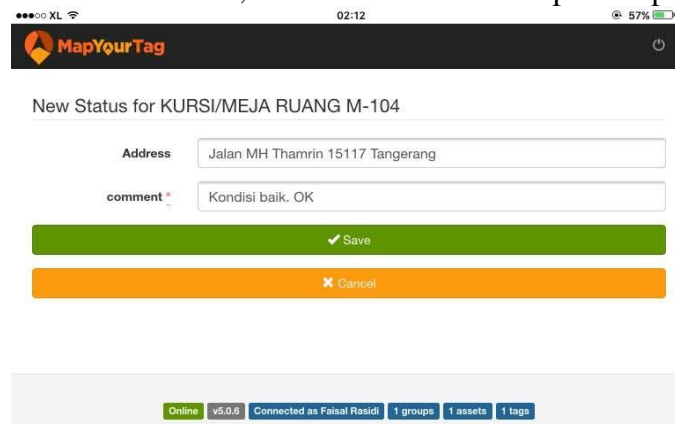 XL 02:12 57%
MapYourTag
New Status for KURSI/MEJA RUANG M-104
Address Jalan MH Thamrin 15117 Tangerang
comment * Kondisi baik. OK
Save
Cancel
Online v5.0.6 Connected as Faisal Rasidi 1 groups 1 assets 1 tags